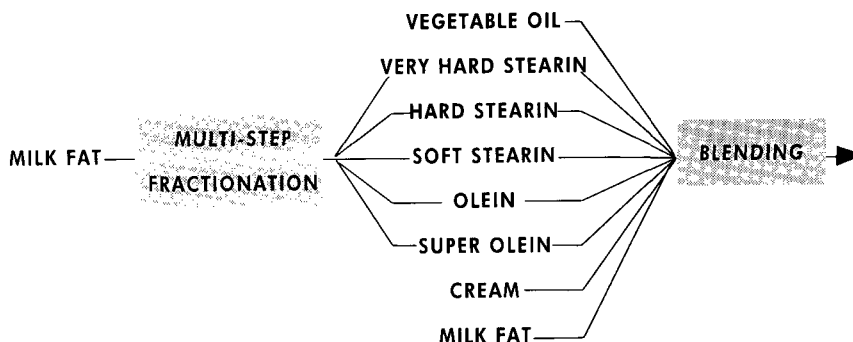 VEGETABLE OIL
VERY HARD STEARIN
HARD STEARIN
MULTI-STEP
FRACTIONATION
MILK FAT
SOFT STEARIN
BLENDING
OLEIN
SUPER OLEIN
CREAM
MILK FAT